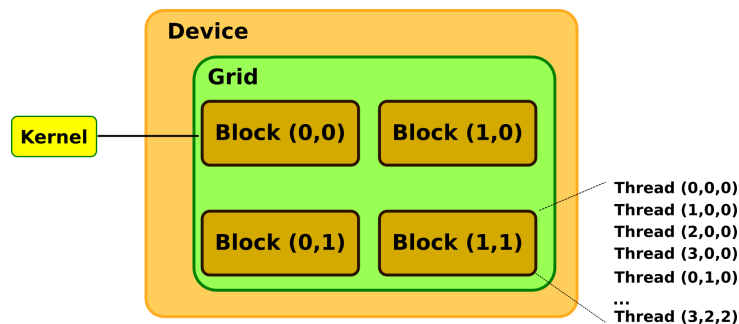 Device
Grid
Kernel
Block (0,0)
Block (1,0)
Block (0,1)
Block (1,1)
Thread (0,0,0)
Thread (1,0,0)
Thread (2,0,0)
Thread (3,0,0)
Thread (0,1,0)
...
Thread (3,2,2)